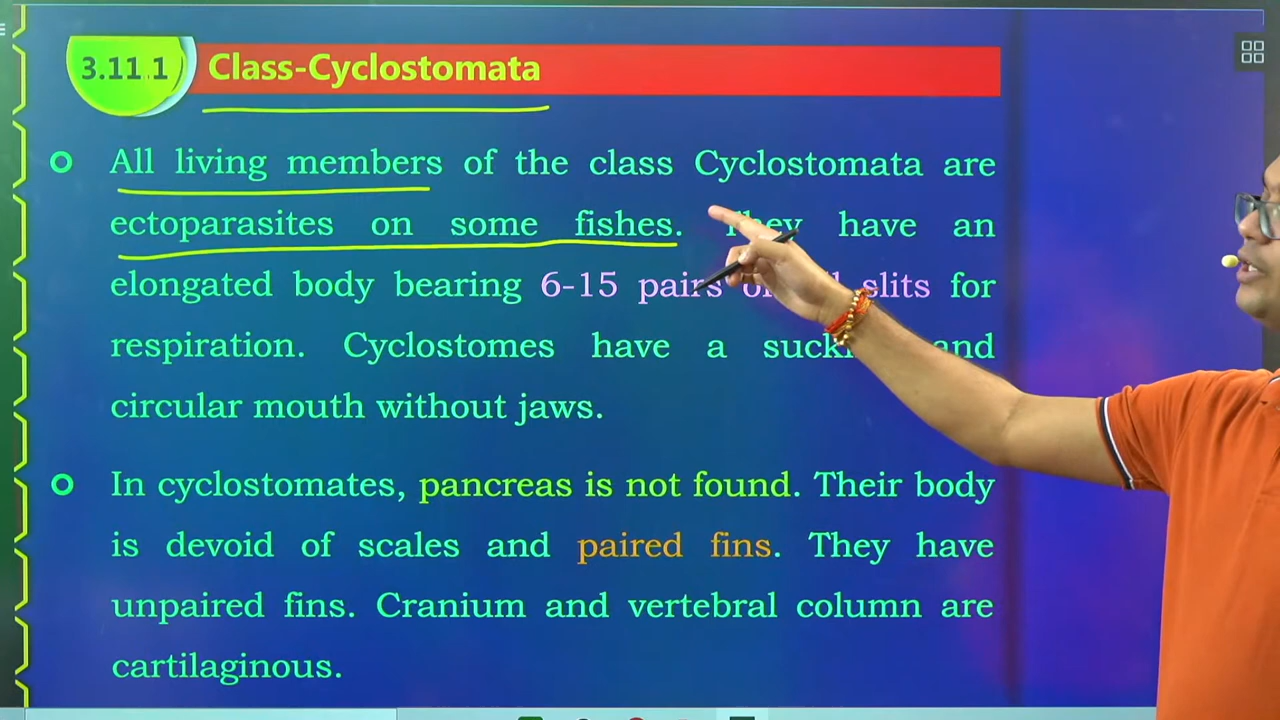 3.11.1 Class-Cyclostomata
All living members of the class Cyclostomata are
ectoparasites on some fishes. They have an
elongated body bearing 6-15 pairs slits for
respiration. Cyclostomes have a and
circular mouth without jaws.
In cyclostomates, pancreas is not found. Their body
is devoid of scales and paired fins. They have
unpaired fins. Cranium and vertebral column are
cartilaginous.